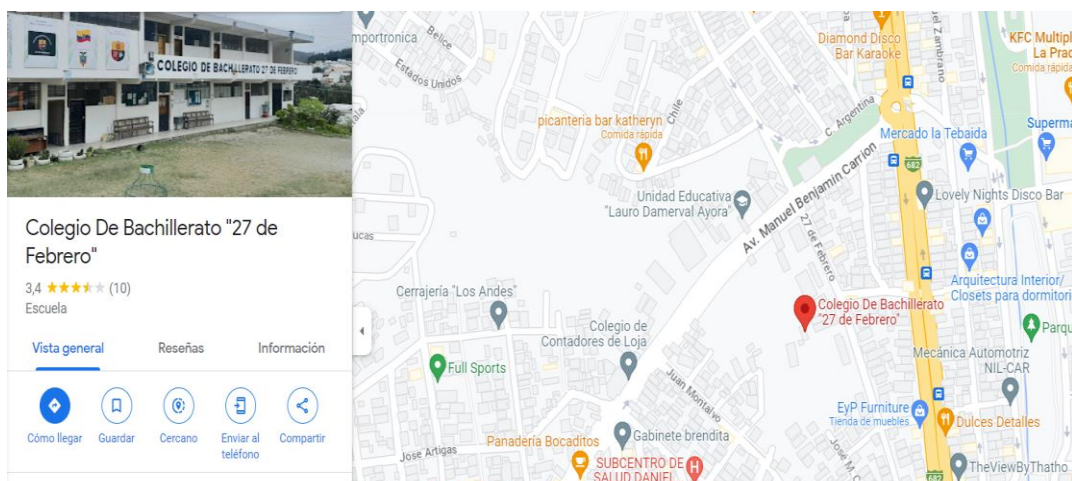 COLEGIO DE BACHILLERATO 27 DE FEBRERO
Colegio De Bachillerato "27 de
Febrero"
3,4 (10)
Escuela
Vista general
Reseñas
Información
Cómo llegar
Guardar
Cercano
Enviar al
teléfono
Compartir
Belice
Estados Unidos
Diamond Disco
Bar Karaoke
KFC Multip
La Prad
Comida rápida
picanteria bar katheryn
Comida rápida
Chile
C. Argentina
Mercado la Tebaida
Superma
682
Unidad Educativa
"Lauro Damerval Ayora"
Av. Manuel Benjamín Carrión
Lovely Nights Disco Bar
27 de Febrero
Arquitectura Interior/
Closets para dormitori
Cerrajería "Los Andes"
Colegio De Bachillerato
"27 de Febrero"
Colegio de
Contadores de Loja
Parqu
Mecánica Automotriz
NIL-CAR
Full Sports
Juan Montalvo
EyP Furniture
Tienda de muebles
Dulces Detalles
Panadería Bocaditos
Gabinete brendita
Jose Artigas
SUBCENTRO DE
SALUD DANIEL
José M.
682
TheViewByThatho